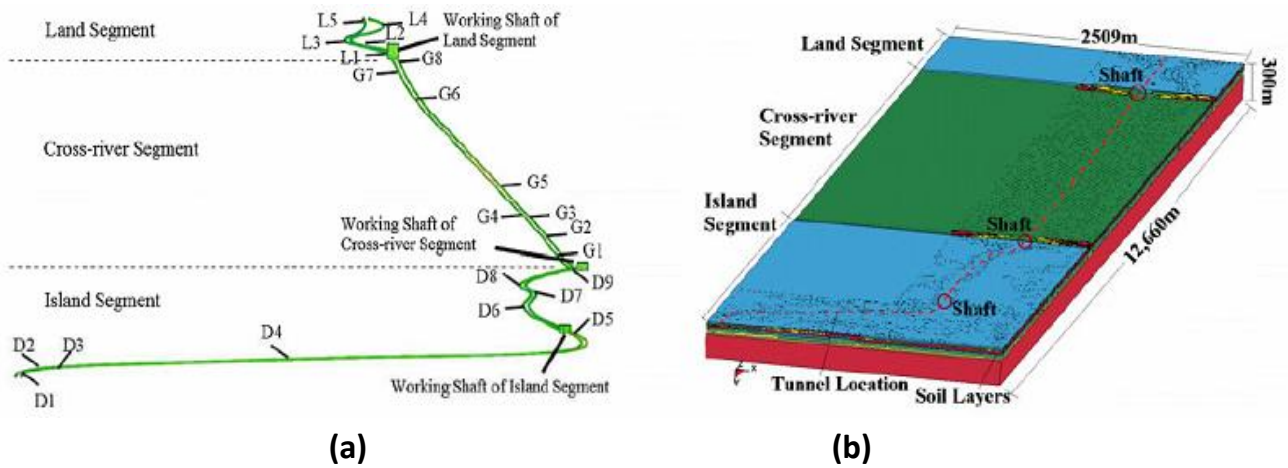 L5
L4
Land Segment
Working Shaft of
Land Segment
L3
L2
L1
G8
G7
G6
Cross-river Segment
G5
G4
G3
Working Shaft of
Cross-river Segment
G2
G1
D8
D9
D7
Island Segment
D6
D5
D4
D2
D3
Working Shaft of Island Segment
D1
(a)
2509m
Land Segment
300m
Shaft
Cross-river
Segment
Island
Segment
Shaft
12,660m
Shaft
Z
X
Y
Tunnel Location
Soil Layers
(b)